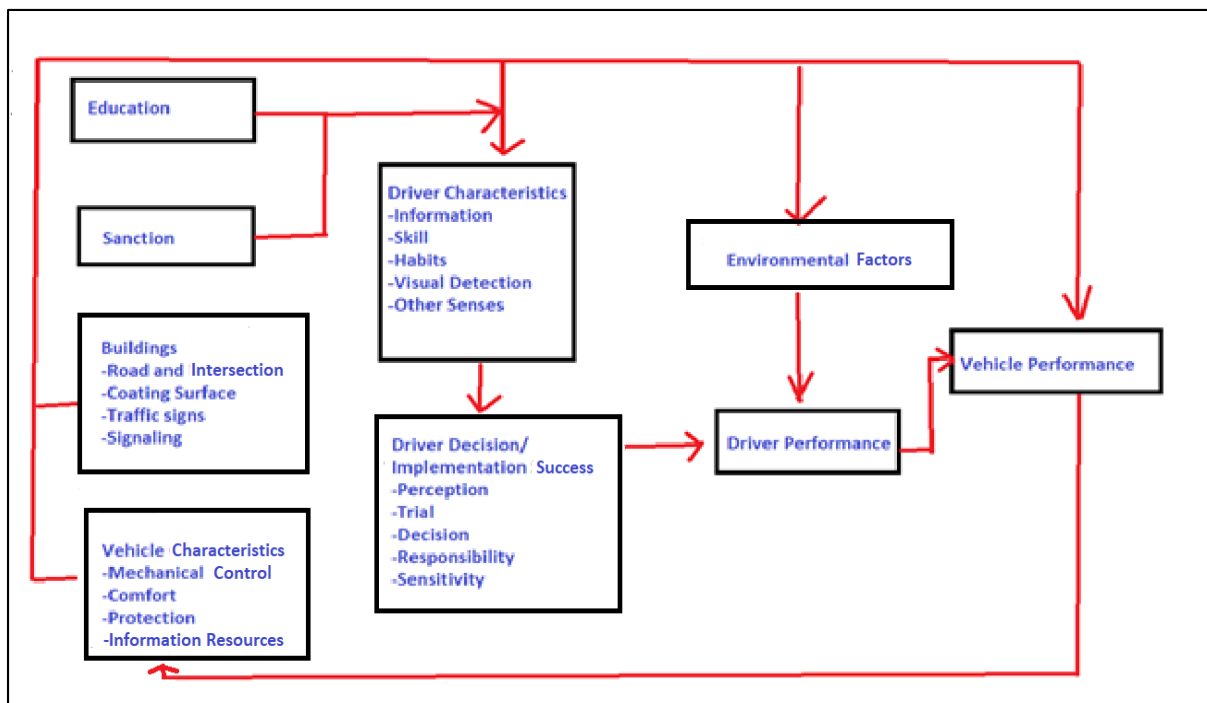 Education
Sanction
Buildings
-Road and Intersection
-Coating Surface
-Traffic signs
-Signaling
Vehicle Characteristics
-Mechanical Control
-Comfort
-Protection
-Information Resources
Driver Characteristics
-Information
-Skill
-Habits
-Visual Detection
-Other Senses
Driver Decision/
Implementation Success
-Perception
-Trial
-Decision
-Responsibility
-Sensitivity
Environmental Factors
Driver Performance
Vehicle Performance